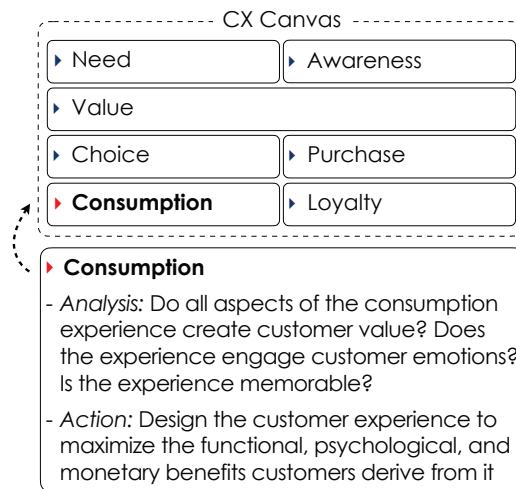 CX Canvas
Need
Awareness
Value
Choice
Purchase
Consumption
Loyalty
Consumption
- Analysis: Do all aspects of the consumption
experience create customer value? Does
the experience engage customer emotions?
Is the experience memorable?
- Action: Design the customer experience to
maximize the functional, psychological, and
monetary benefits customers derive from it